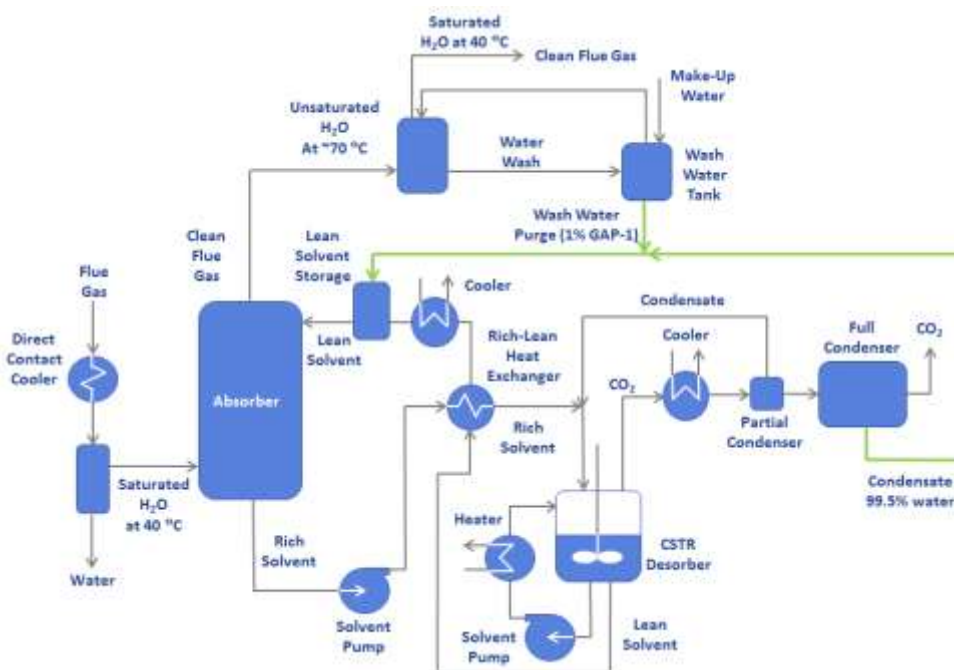 Saturated
H₂O at 40 °C
Clean Flue Gas
Make-Up
Water
Unsaturated
H₂O
At ~70 °C
Water
Wash
Wash
Water
Tank
Wash Water
Purge (1% GAP-1)
Clean
Flue
Gas
Lean
Solvent
Storage
Cooler
Flue
Gas
Direct
Contact
Cooler
Absorber
Lean
Solvent
Rich-Lean
Heat
Exchanger
Rich
Solvent
Condensate
Cooler
CO₂
Partial
Condenser
Full
Condenser
CO₂
Condensate
99.5% water
Saturated
H₂O
at 40 °C
Water
Rich
Solvent
Solvent
Pump
Heater
CSTR
Desorber
Solvent
Pump
Lean
Solvent